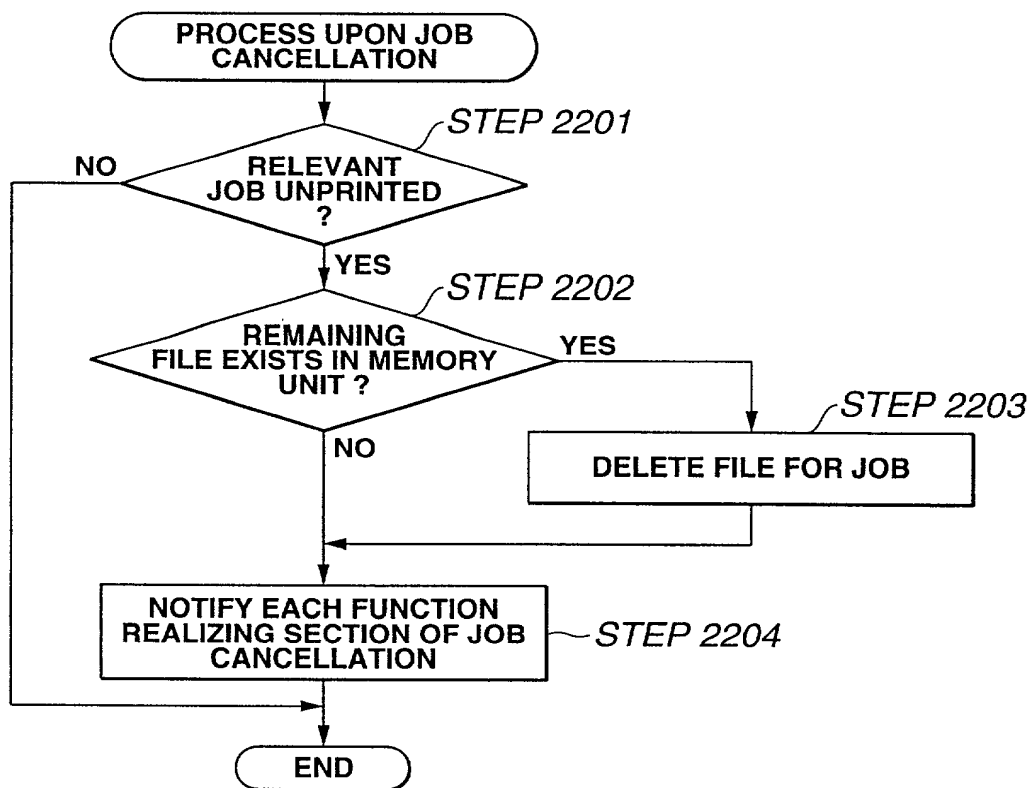 PROCESS UPON JOB
CANCELLATION
STEP 2201
NO
RELEVANT
JOB UNPRINTED
?
YES
STEP 2202
REMAINING
FILE EXISTS IN MEMORY
UNIT ?
YES
STEP 2203
NO
DELETE FILE FOR JOB
NOTIFY EACH FUNCTION
REALIZING SECTION OF JOB
CANCELLATION
STEP 2204
END